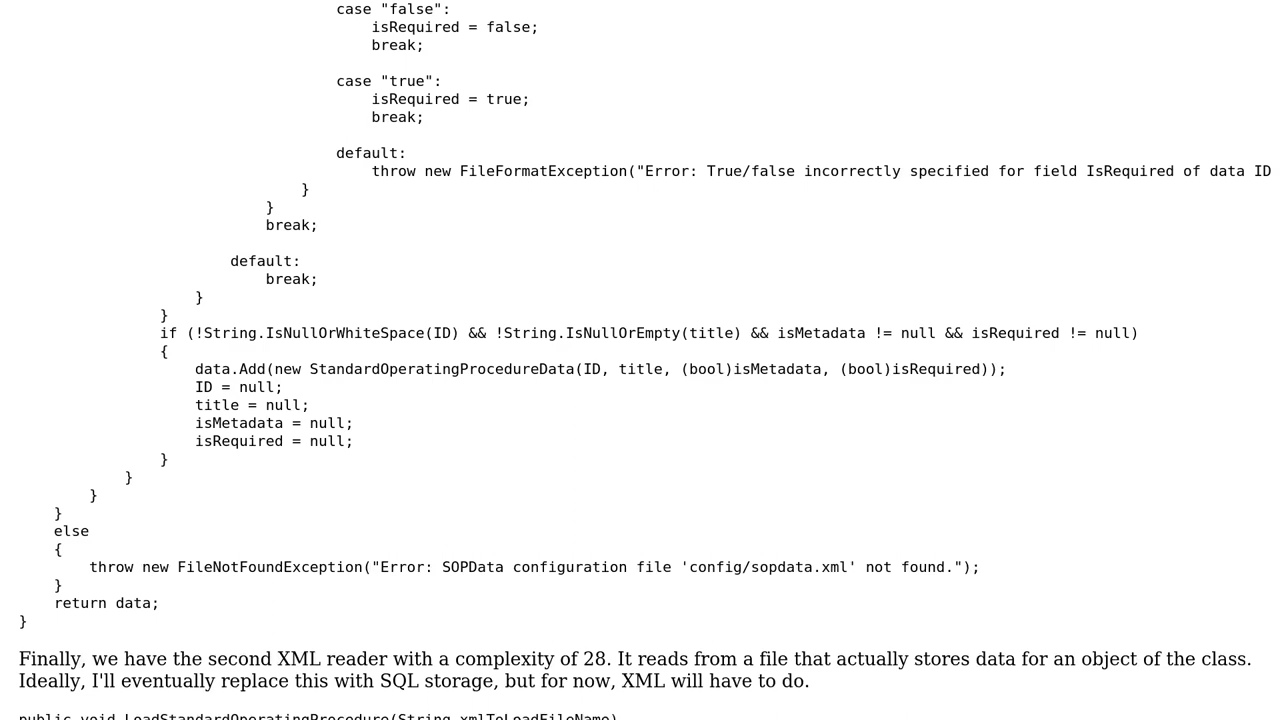 case "false":
isRequired = false;
break;
case "true":
isRequired = true;
break;
default:
throw new FileFormatException("Error: True/false incorrectly specified for field IsRequired of data ID
}
}
break;
default:
break;
}
}
if (!String.IsNullOrWhiteSpace(ID) && !String.IsNullOrEmpty(title) && isMetadata != null && isRequired != null)
{
data.Add(new StandardOperatingProcedureData(ID, title, (bool)isMetadata, (bool)isRequired));
ID = null;
title = null;
isMetadata = null;
isRequired = null;
}
}
}
}
else
{
throw new FileNotFoundException("Error: SOPData configuration file 'config/sopdata.xml' not found.");
}
return data;
}
Finally, we have the second XML reader with a complexity of 28. It reads from a file that actually stores data for an object of the class.
Ideally, I'll eventually replace this with SQL storage, but for now, XML will have to do.
public void LoadStandardOperatingProcedure(String xmlToLoadFileName)